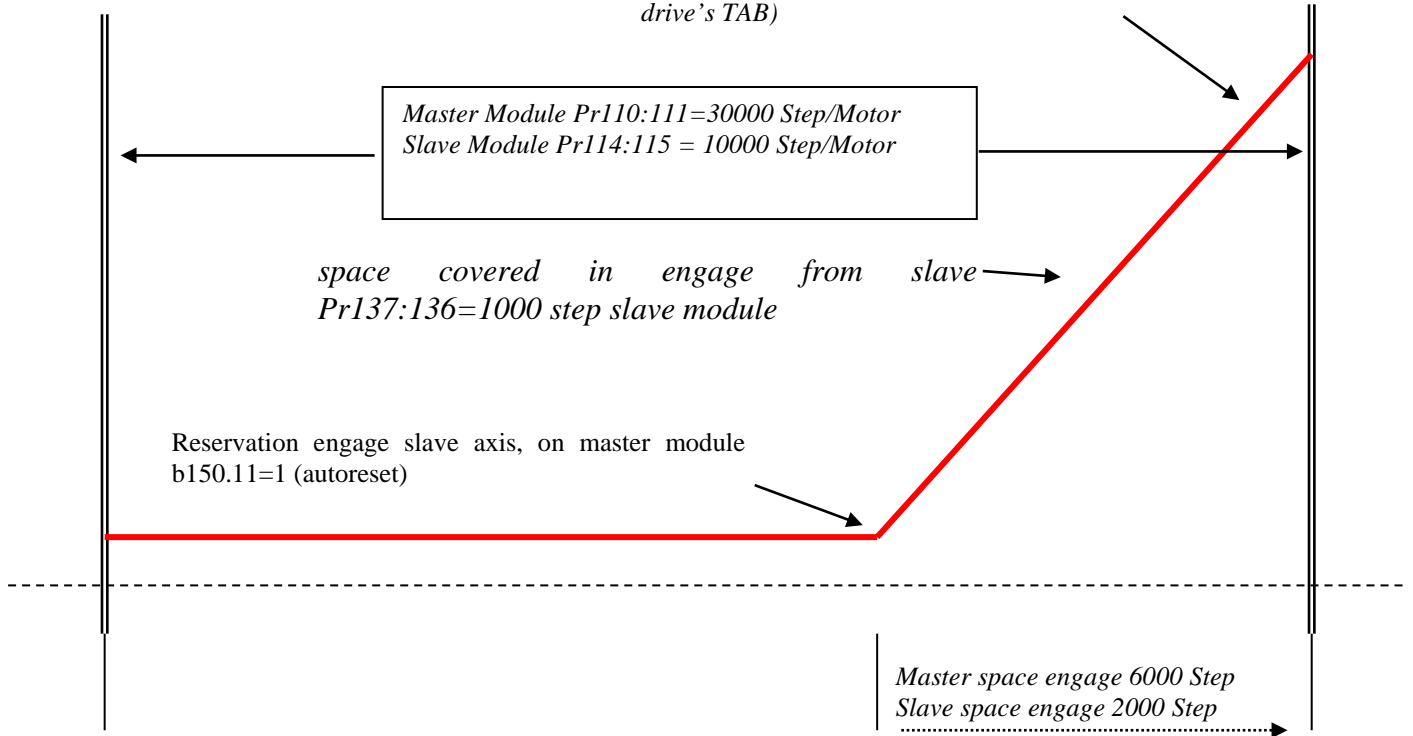 drive’s TAB)
Master Module Pr110:111=30000 Step/Motor
Slave Module Pr114:115 = 10000 Step/Motor
space covered in engage from slave
Pr137:136=1000 step slave module
Reservation engage slave axis, on master module
b150.11=1 (autoreset)
Master space engage 6000 Step
Slave space engage 2000 Step